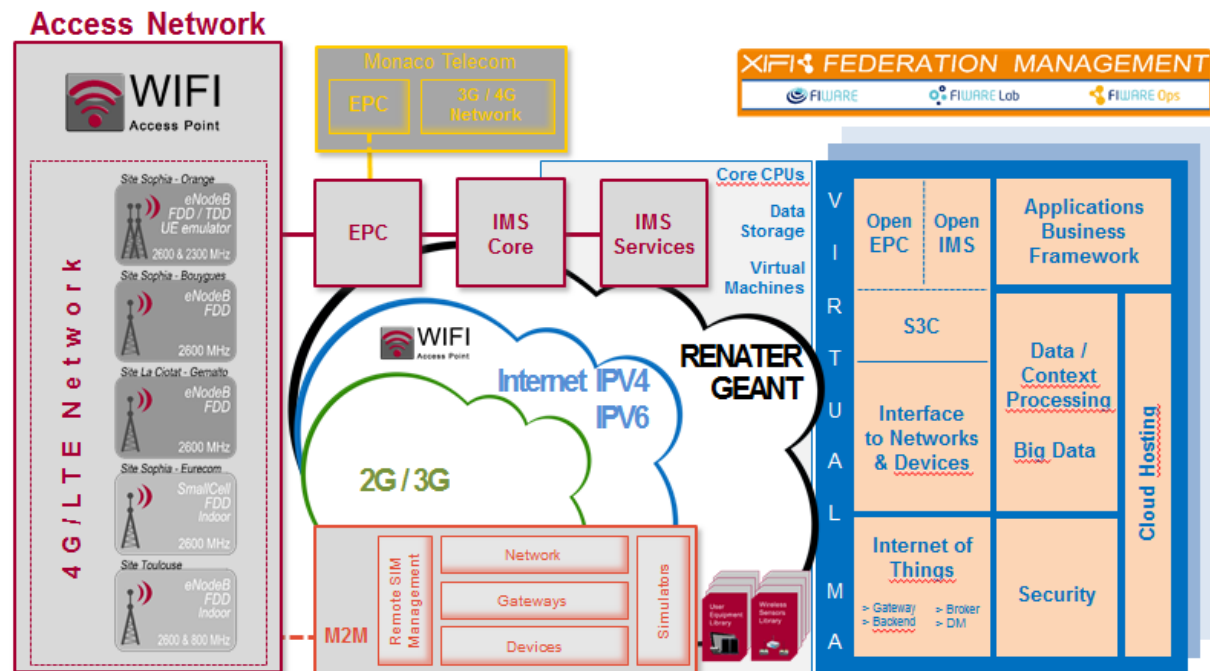 Access Network
WIFI
Access Point
4G/LTE Network
Site Sophia - Orange
eNodeB
FDD / TDD
UE emulator
2600 & 2300 MHz
Site Sophia - Bouygues
eNodeB
FDD
2600 MHz
Site La Ciotat - Gemalto
eNodeB
FDD
2600 MHz
Site Sophia - Eurecom
SmallCell
FDD
Indoor
2600 MHz
Site Toulouse
eNodeB
FDD
Indoor
2600 & 800 MHz
Monaco Telecom
EPC
3G / 4G
Network
EPC
IMS
Core
IMS
Services
Core CPUs
Data
Storage
Virtual
Machines
WIFI
Access Point
Internet IPV4
IPV6
RENATER
GEANT
2G / 3G
M2M
Remote SIM
Management
Network
Gateways
Devices
Simulators
User
Equipment
Library
Wireless
Sensors
Library
XIFI FEDERATION MANAGEMENT
FIWARE
FIWARE Lab
FIWARE Ops
VIRTUAL MA
Open
EPC
Open
IMS
S3C
Interface
to Networks
& Devices
Internet of
Things
> Gateway
> Backend
> Broker
> DM
Applications
Business
Framework
Data /
Context
Processing
Big Data
Security
Cloud Hosting